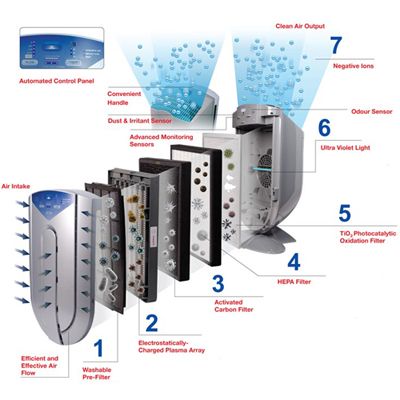 Clean Air Output
7
Negative Ions
Automated Control Panel
Convenient
Handle
Dust & Irritant Sensor
Odour Sensor
Advanced Monitoring
Sensors
6
Ultra Violet Light
Air Intake
5
TiO2 Photocatalytic
Oxidation Filter
4
HEPA Filter
3
Activated
Carbon Filter
2
Electrostatically-
Charged Plasma Array
1
Washable
Pre-Filter
Efficient and
Effective Air
Flow